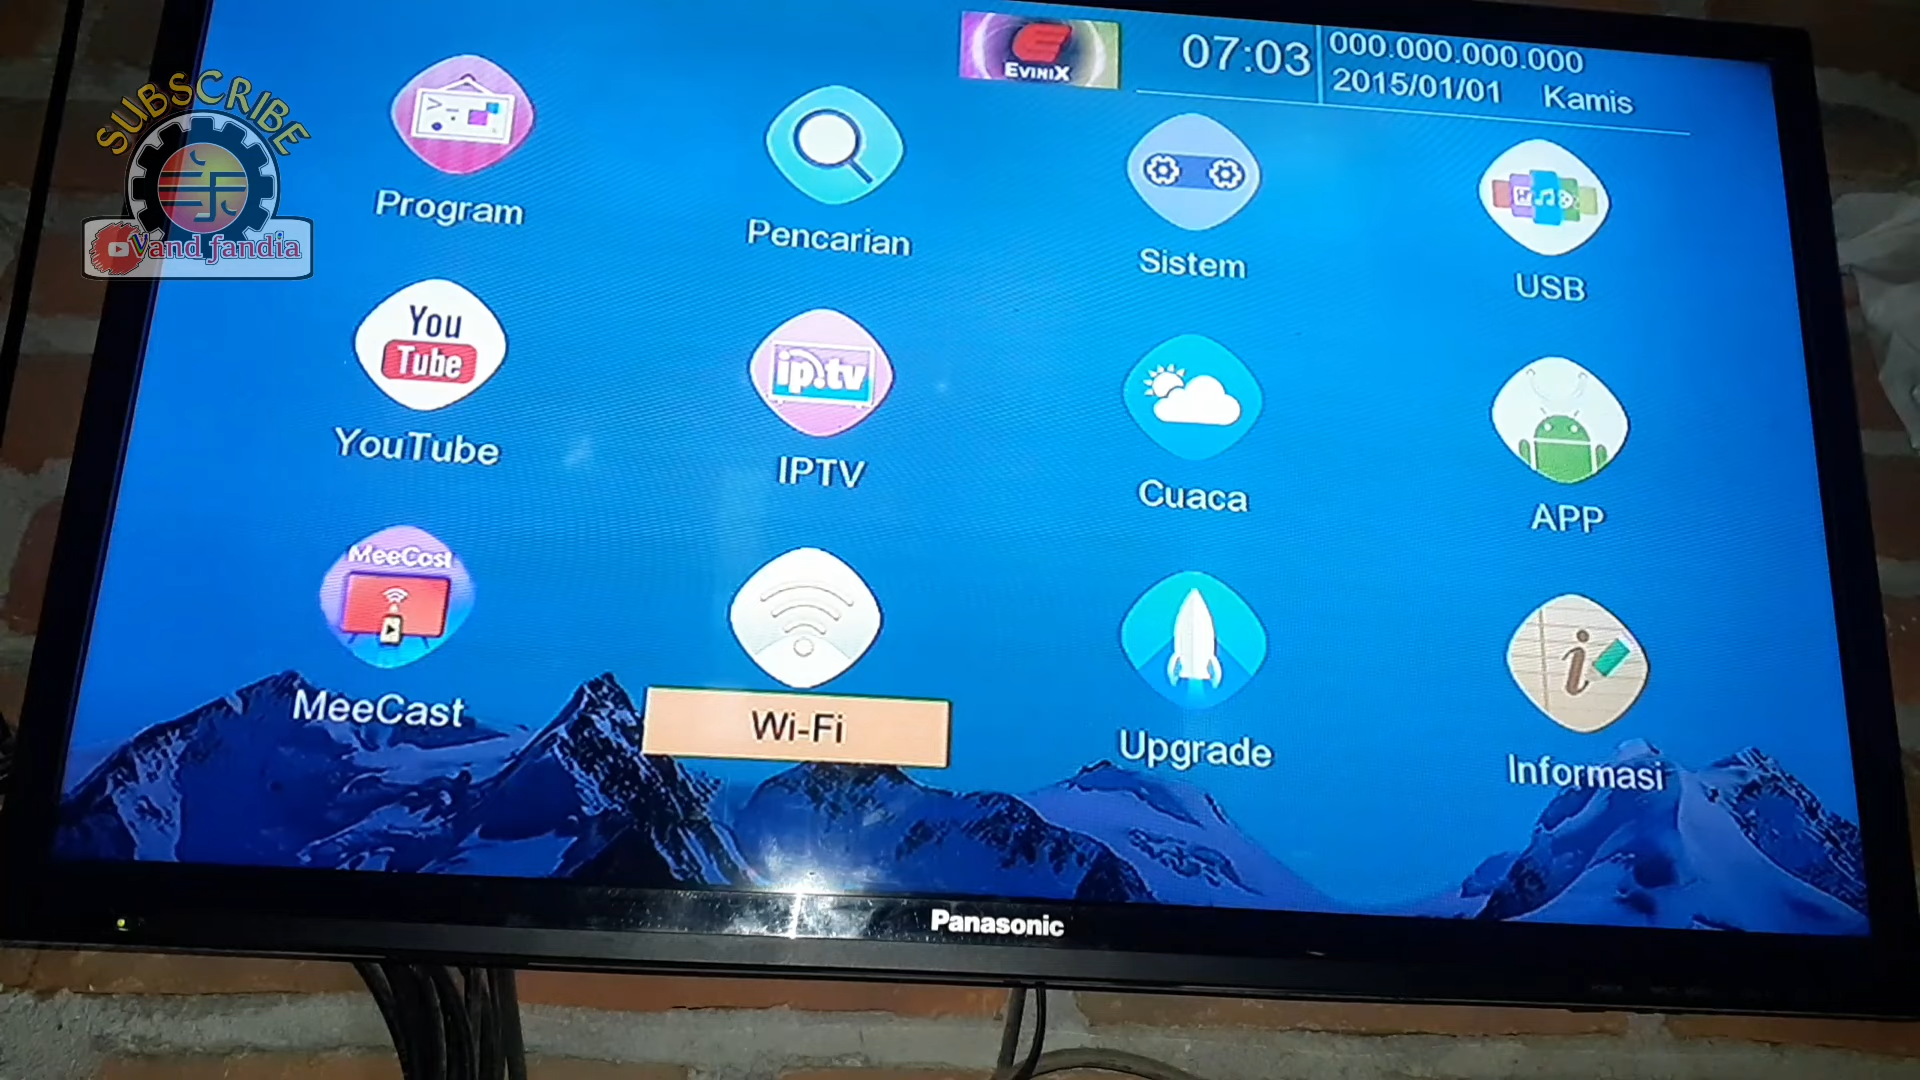 SUBSCRIBE
Vand fandia
EVINIX
07:03
000.000.000.000
2015/01/01 Kamis
Program
Pencarian
Sistem
USB
You
Tube
YouTube
ip.tv
IPTV
Cuaca
APP
MeeCast
MeeCast
Wi-Fi
Upgrade
i
Informasi
Panasonic